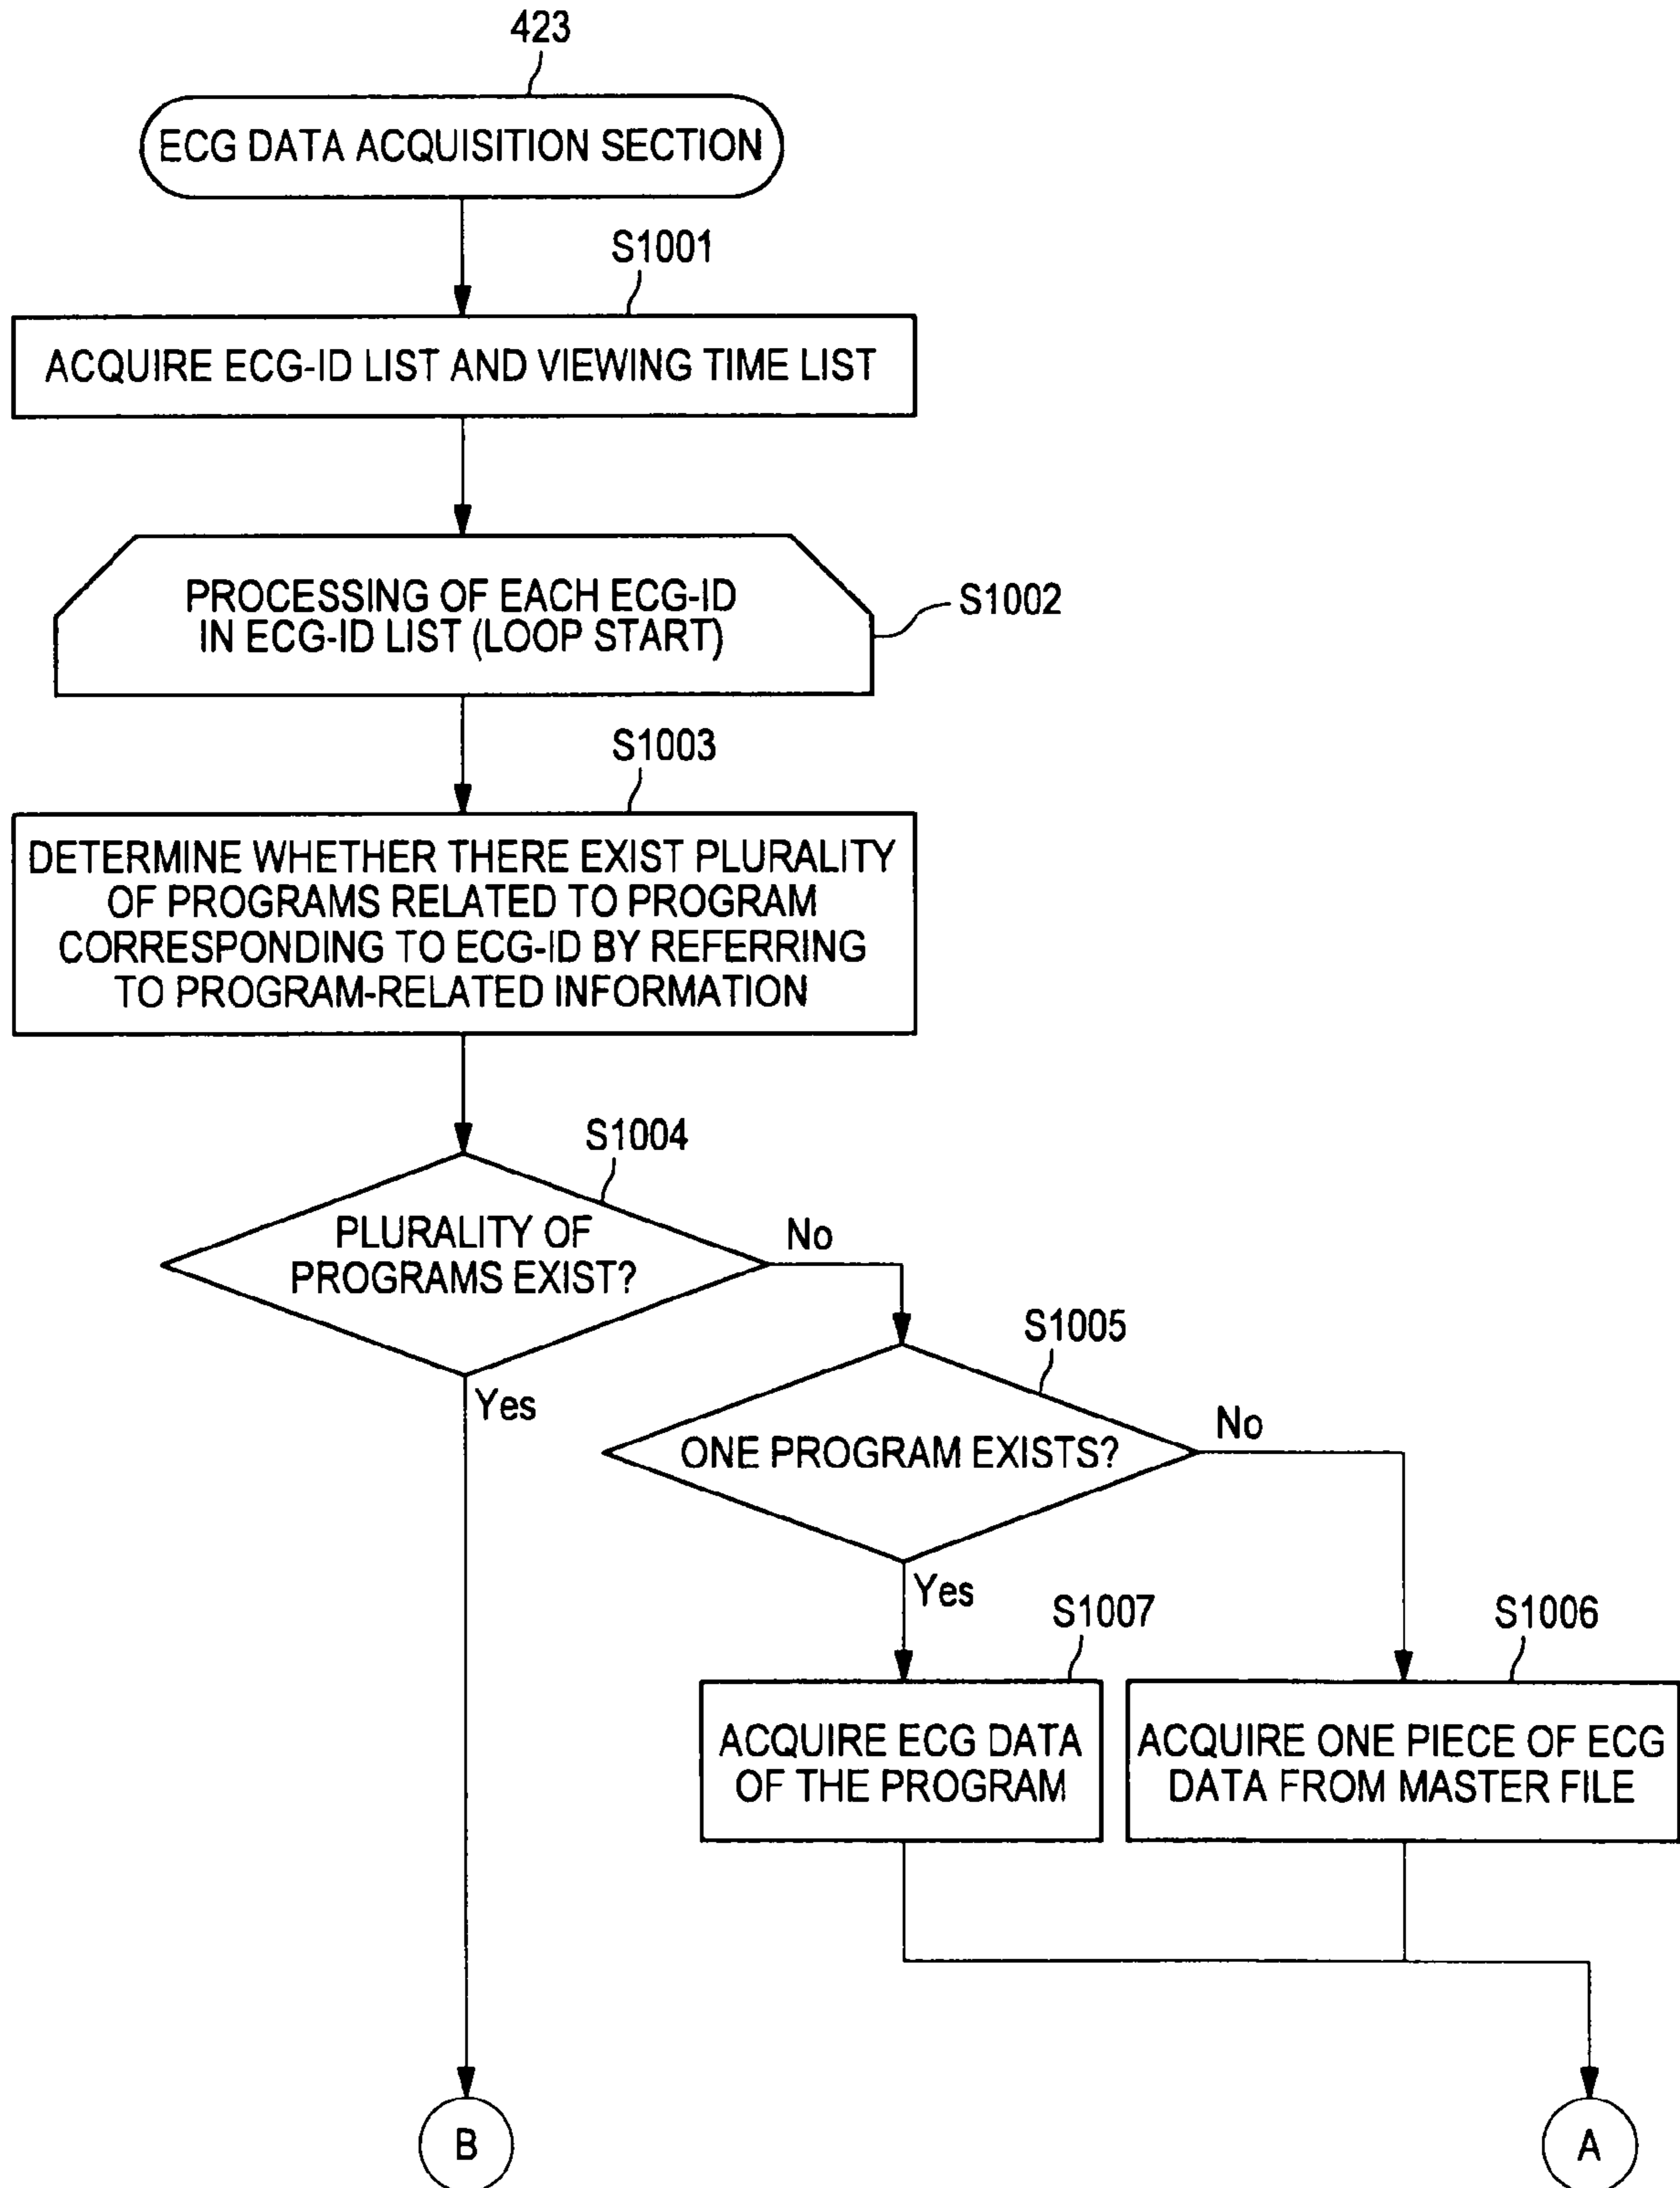 423
ECG DATA ACQUISITION SECTION
S1001
ACQUIRE ECG-ID LIST AND VIEWING TIME LIST
PROCESSING OF EACH ECG-ID
IN ECG-ID LIST (LOOP START)
S1002
S1003
DETERMINE WHETHER THERE EXIST PLURALITY
OF PROGRAMS RELATED TO PROGRAM
CORRESPONDING TO ECG-ID BY REFERRING
TO PROGRAM-RELATED INFORMATION
S1004
PLURALITY OF
PROGRAMS EXIST?
No
Yes
S1005
ONE PROGRAM EXISTS?
No
Yes
S1007
ACQUIRE ECG DATA
OF THE PROGRAM
S1006
ACQUIRE ONE PIECE OF ECG
DATA FROM MASTER FILE
B
A